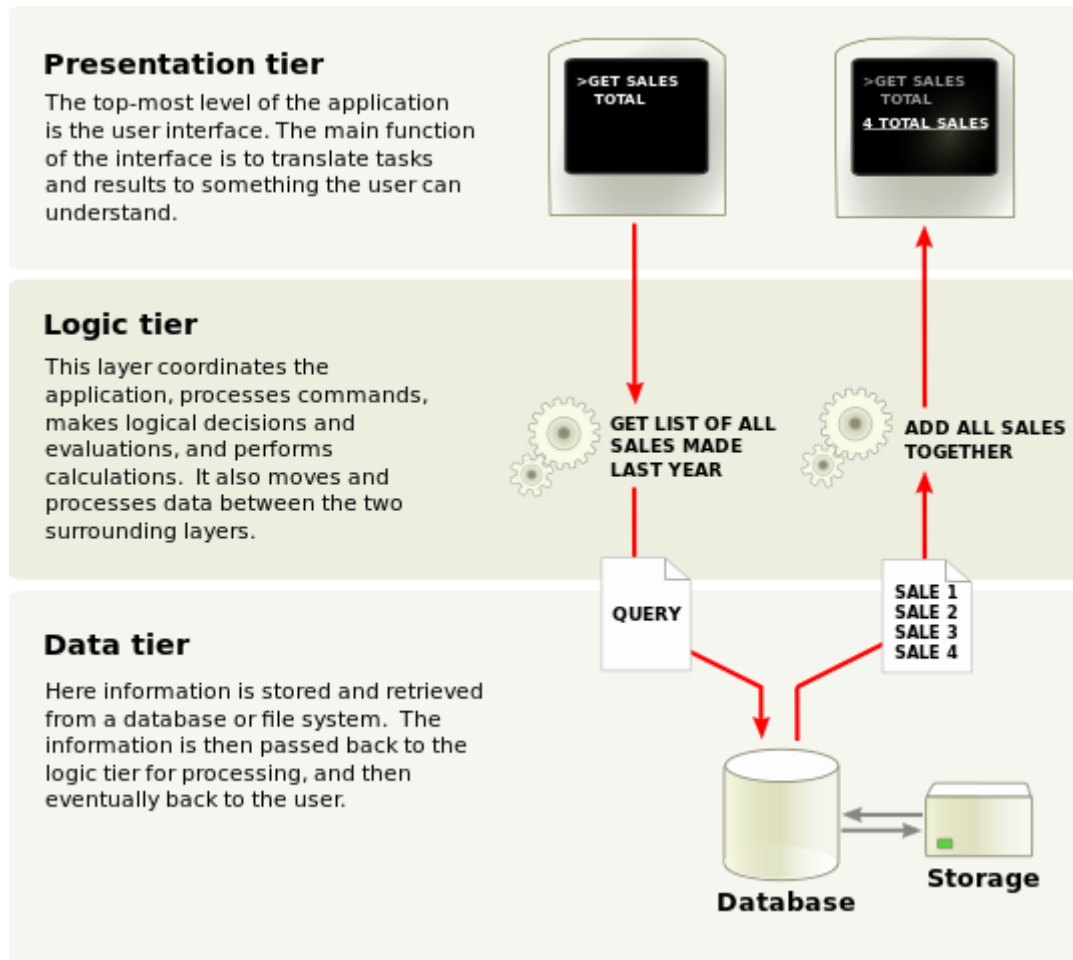 Presentation tier
The top-most level of the application
is the user interface. The main function
of the interface is to translate tasks
and results to something the user can
understand.
>GET SALES
TOTAL
>GET SALES
TOTAL
4 TOTAL SALES
Logic tier
This layer coordinates the
application, processes commands,
makes logical decisions and
evaluations, and performs
calculations.  It also moves and
processes data between the two
surrounding layers.
GET LIST OF ALL
SALES MADE
LAST YEAR
ADD ALL SALES
TOGETHER
QUERY
SALE 1
SALE 2
SALE 3
SALE 4
Data tier
Here information is stored and retrieved
from a database or file system.  The
information is then passed back to the
logic tier for processing, and then
eventually back to the user.
Database
Storage